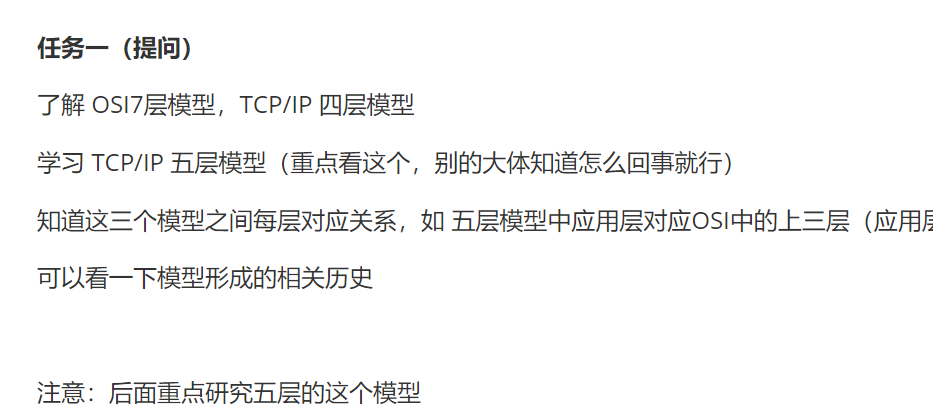 任务一（提问）
了解 OSI7层模型，TCP/IP 四层模型
学习 TCP/IP 五层模型（重点看这个，别的大体知道怎么回事就行）
知道这三个模型之间每层对应关系，如 五层模型中应用层对应OSI中的上三层（应用层
可以看一下模型形成的相关历史
注意：后面重点研究五层的这个模型